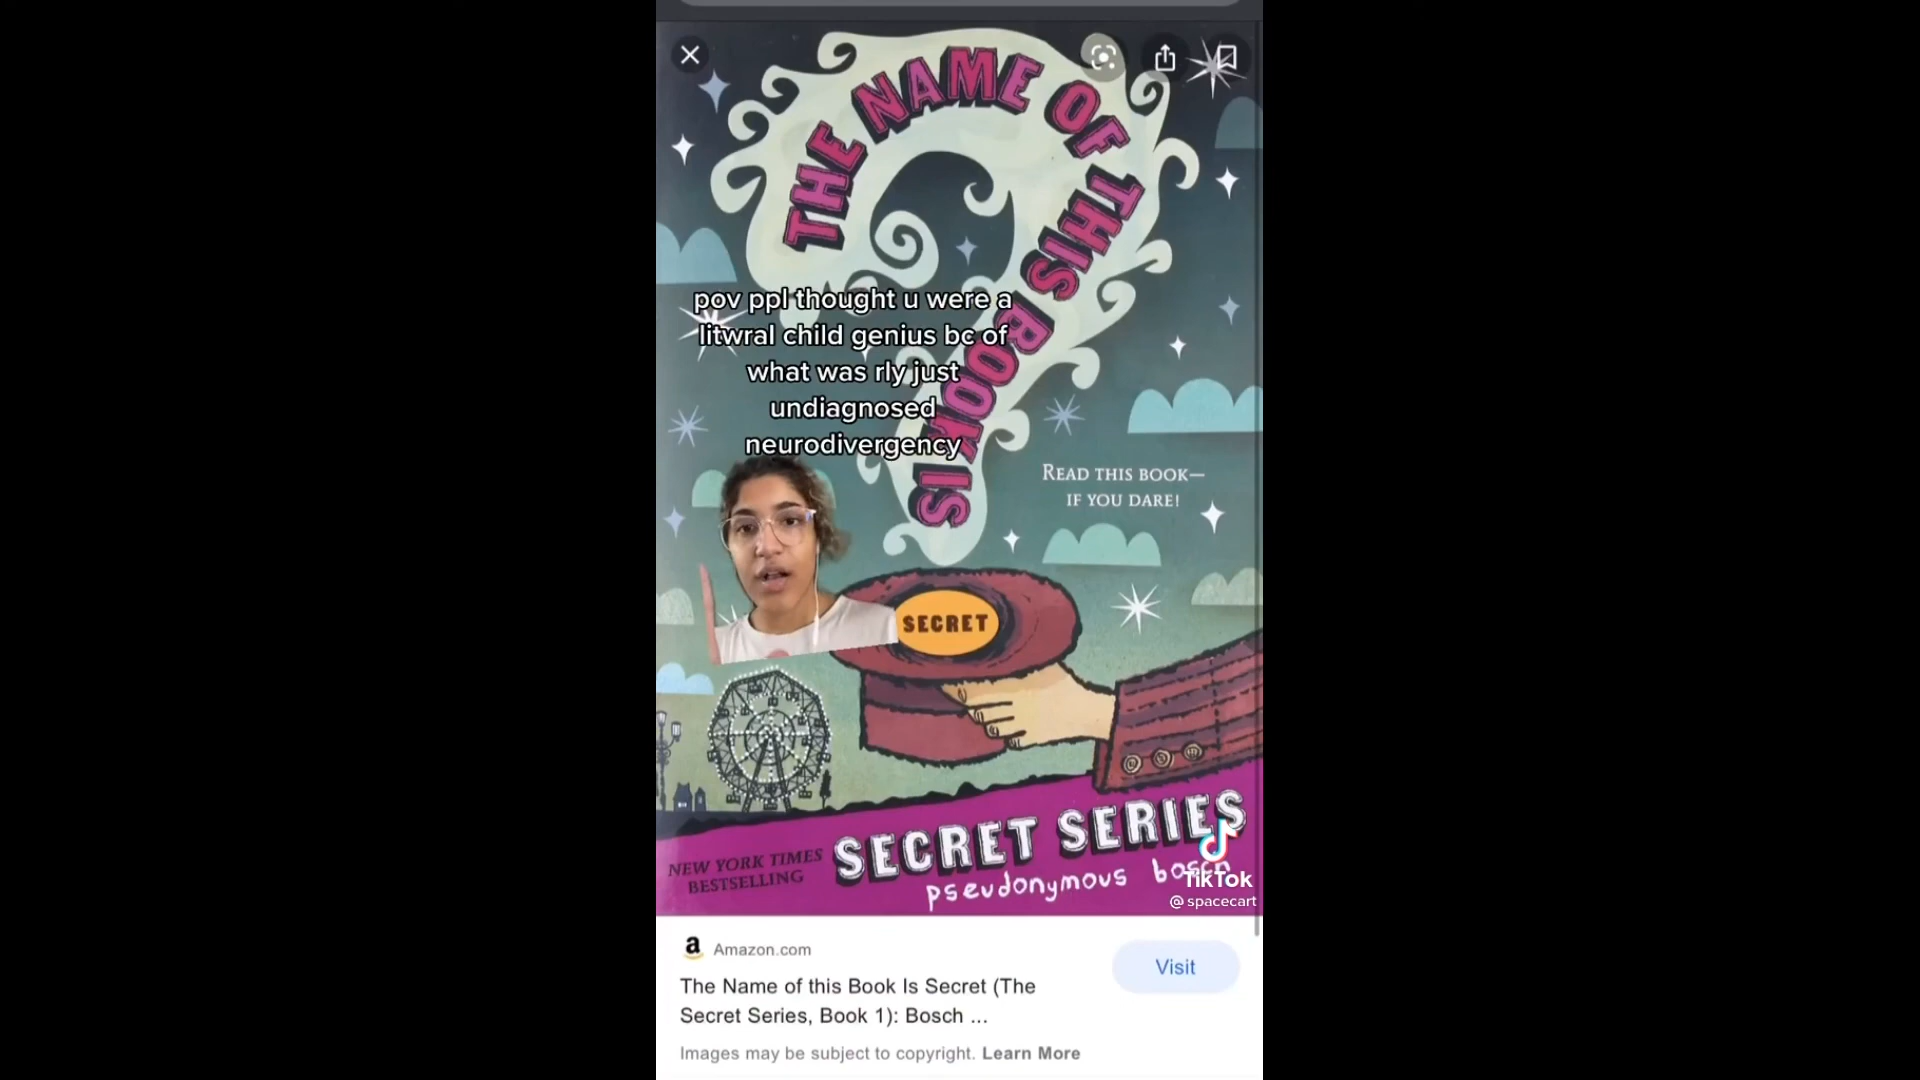 THE NAME OF THIS BOOK IS
pov ppl thought u were a
litwral child genius bc of
what was rly just
undiagnosed
neurodivergency
READ THIS BOOK—
IF YOU DARE!
SECRET
NEW YORK TIMES
BESTSELLING
SECRET SERIES
pseudonymous bosch
TikTok
@spacecart
a
Amazon.com
Visit
The Name of this Book Is Secret (The
Secret Series, Book 1): Bosch ...
Images may be subject to copyright. Learn More